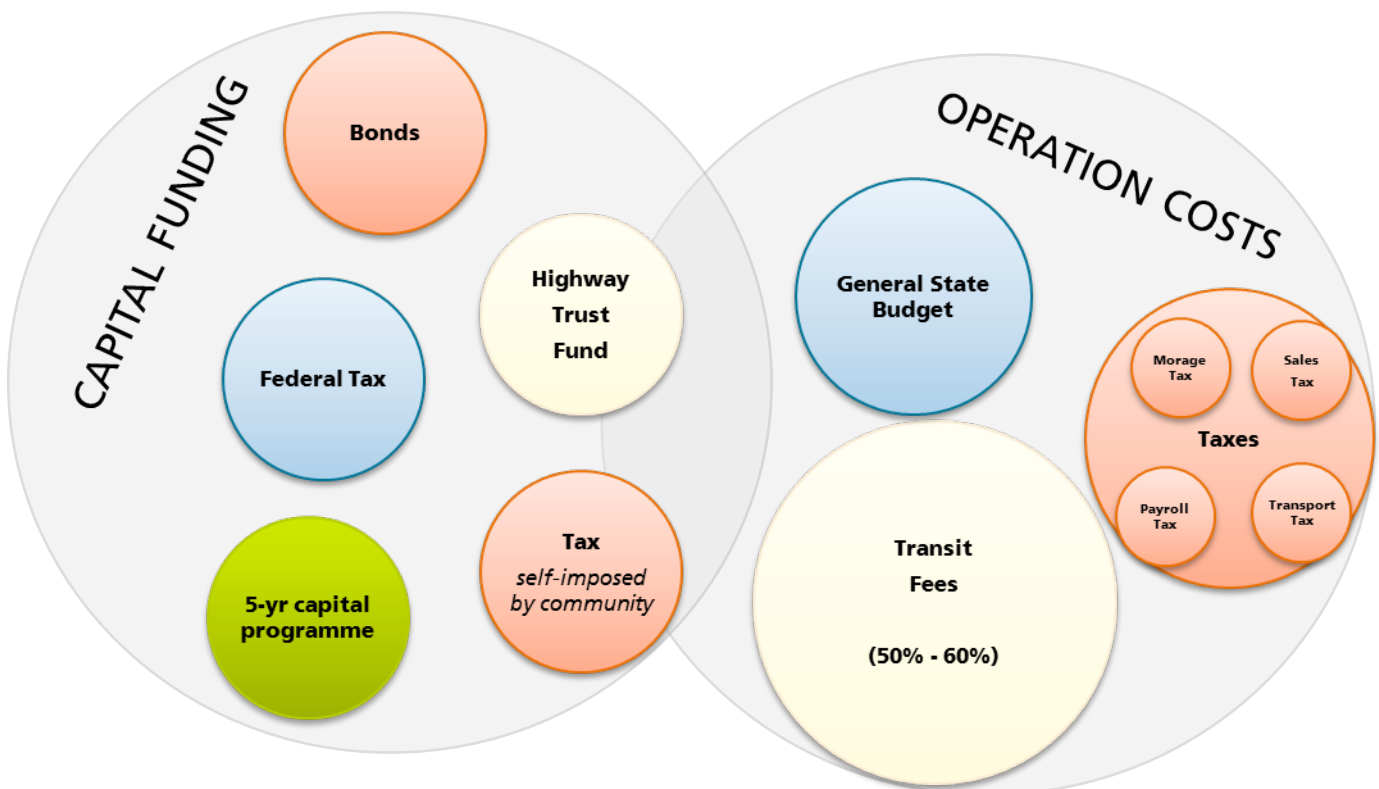 CAPITAL FUNDING
Bonds
Highway
Trust
Fund
Federal Tax
5-yr capital
programme
Tax
self-imposed
by community
OPERATION COSTS
General State
Budget
Transit
Fees
(50% - 60%)
Morage
Tax
Sales
Tax
Taxes
Payroll
Tax
Transport
Tax